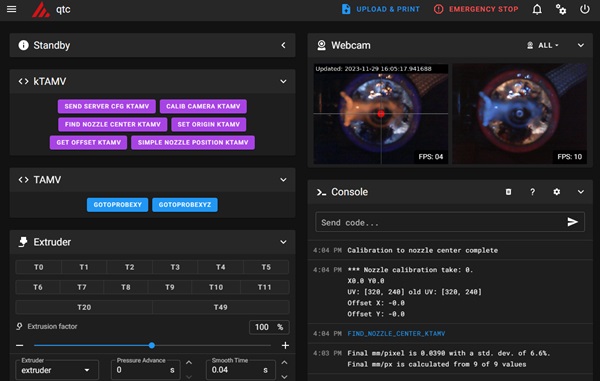 qtc
UPLOAD & PRINT
EMERGENCY STOP
Standby
kTAMV
SEND SERVER CFG KTAMV
CALIB CAMERA KTAMV
FIND NOZZLE CENTER KTAMV
SET ORIGIN KTAMV
GET OFFSET KTAMV
SIMPLE NOZZLE POSITION KTAMV
TAMV
GOTOPROBEXY
GOTOPROBEXYZ
Extruder
T0 T1 T2 T3 T4 T5
T6 T7 T8 T9 T10 T11
T20 T49
Extrusion factor
100 %
Extruder
extruder
Pressure Advance
0 s
Smooth Time
0.04 s
Webcam
ALL
Updated: 2023-11-29 16:05:17.941688
FPS: 04
FPS: 10
Console
Send code...
4:04 PM Calibration to nozzle center complete
4:04 PM *** Nozzle calibration take: 0.
X0.0 Y0.0
UV: [320, 240] old UV: [320, 240]
Offset X: -0.0
Offset Y: -0.0
4:04 PM FIND_NOZZLE_CENTER_KTAMV
4:03 PM Final mm/pixel is 0.0390 with a std. dev. of 6.6%.
Final mm/px is calculated from 9 of 9 values